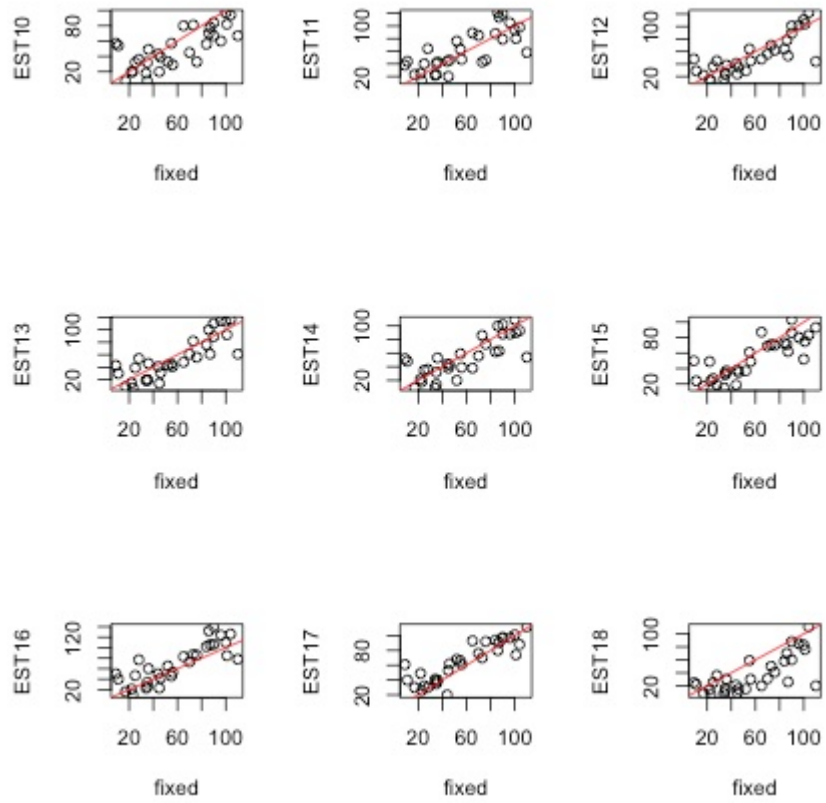 EST10 80 20 20 60 100 fixed
EST11 100 20 20 60 100 fixed
EST12 100 20 20 60 100 fixed
EST13 100 20 20 60 100 fixed
EST14 100 20 20 60 100 fixed
EST15 80 20 20 60 100 fixed
EST16 120 20 20 60 100 fixed
EST17 80 20 20 60 100 fixed
EST18 100 20 20 60 100 fixed